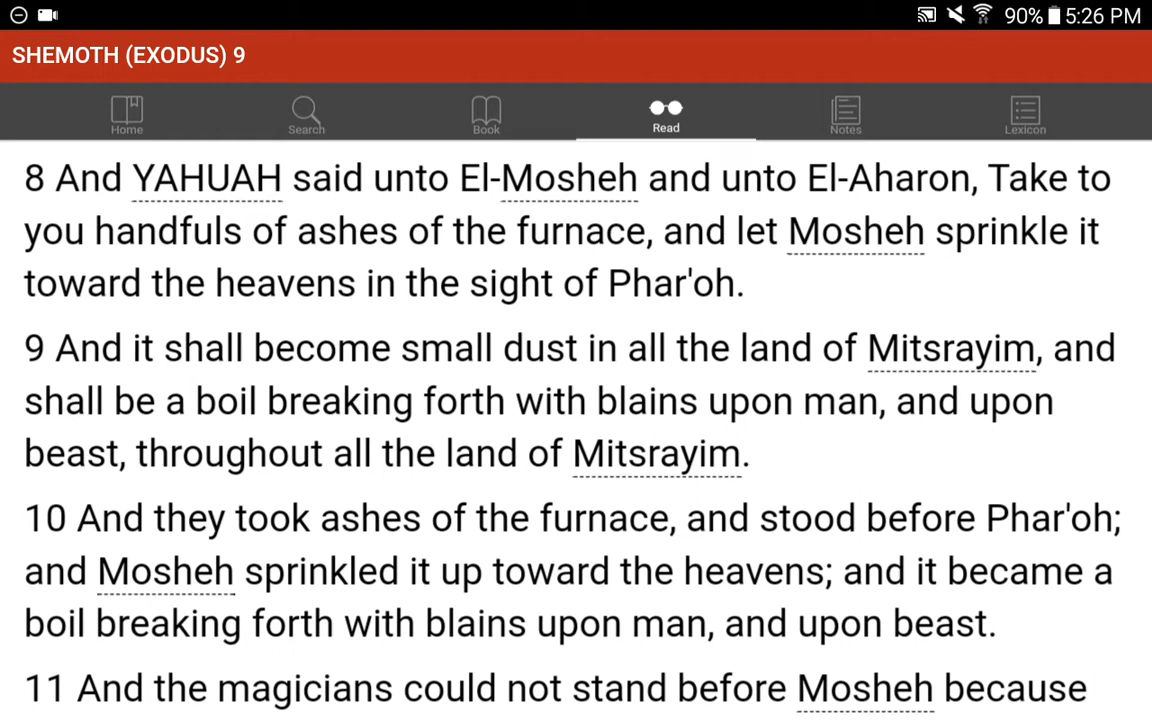 90% 5:26 PM
SHEMOTH (EXODUS) 9
Home Search Book Read Notes Lexicon
8 And YAHUAH said unto El-Mosheh and unto El-Aharon, Take to
you handfuls of ashes of the furnace, and let Mosheh sprinkle it
toward the heavens in the sight of Phar'oh.
9 And it shall become small dust in all the land of Mitsrayim, and
shall be a boil breaking forth with blains upon man, and upon
beast, throughout all the land of Mitsrayim.
10 And they took ashes of the furnace, and stood before Phar'oh;
and Mosheh sprinkled it up toward the heavens; and it became a
boil breaking forth with blains upon man, and upon beast.
11 And the magicians could not stand before Mosheh because